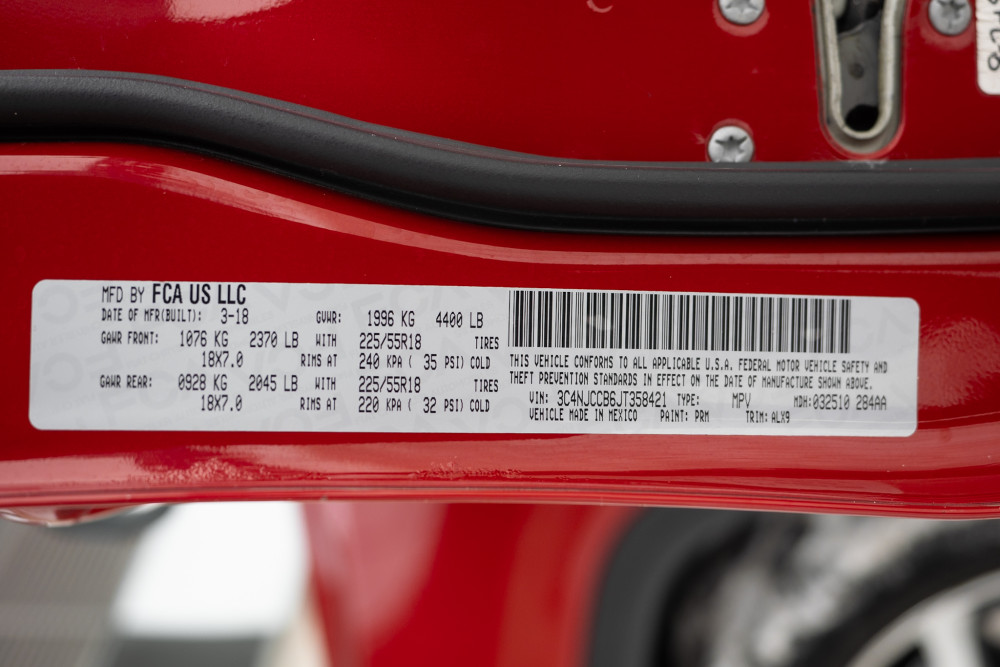 MFD BY FCA US LLC
DATE OF MFR(BUILT): 3-18 GVWR: 1996 KG 4400 LB
GAWR FRONT: 1076 KG 2370 LB WITH 225/55R18 TIRES
18X7.0 RIMS AT 240 KPA ( 35 PSI) COLD
GAWR REAR: 0928 KG 2045 LB WITH 225/55R18 TIRES
18X7.0 RIMS AT 220 KPA ( 32 PSI) COLD
THIS VEHICLE CONFORMS TO ALL APPLICABLE U.S.A. FEDERAL MOTOR VEHICLE SAFETY AND
THEFT PREVENTION STANDARDS IN EFFECT ON THE DATE OF MANUFACTURE SHOWN ABOVE.
VIN: 3C4NJCCB6JT358421 TYPE: MPV MDH:032510 284AA
VEHICLE MADE IN MEXICO PAINT: PRM TRIM: ALX9